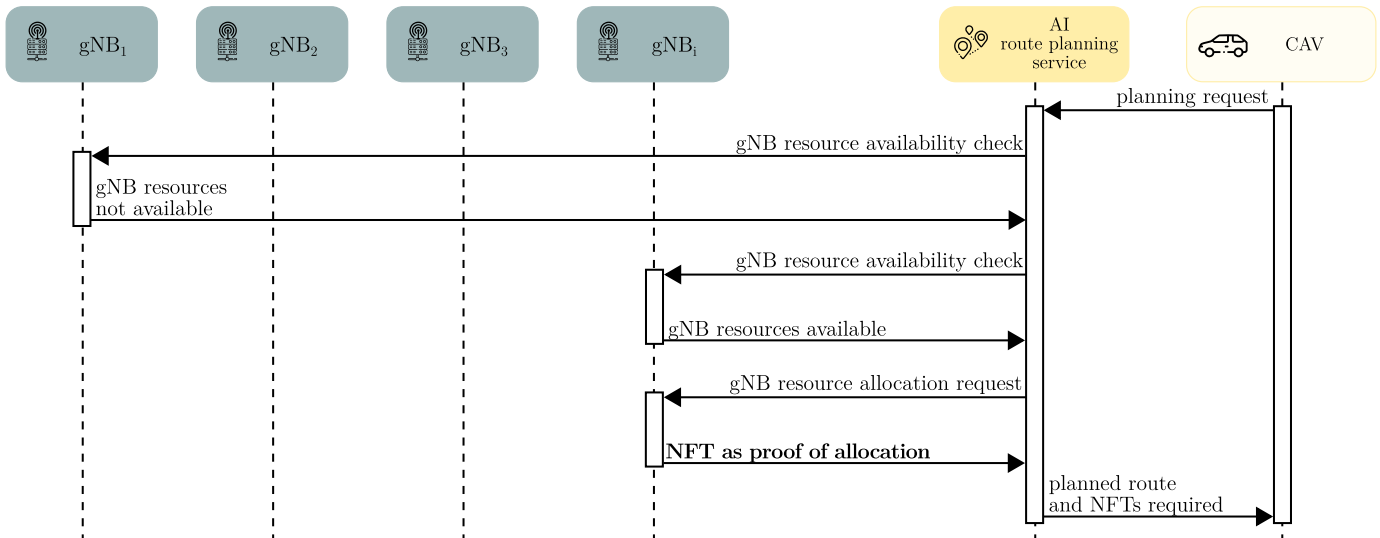 gNB₁
gNB₂
gNB₃
gNBᵢ
AI
route planning
service
CAV
planning request
gNB resource availability check
gNB resources
not available
gNB resource availability check
gNB resources available
gNB resource allocation request
NFT as proof of allocation
planned route
and NFTs required